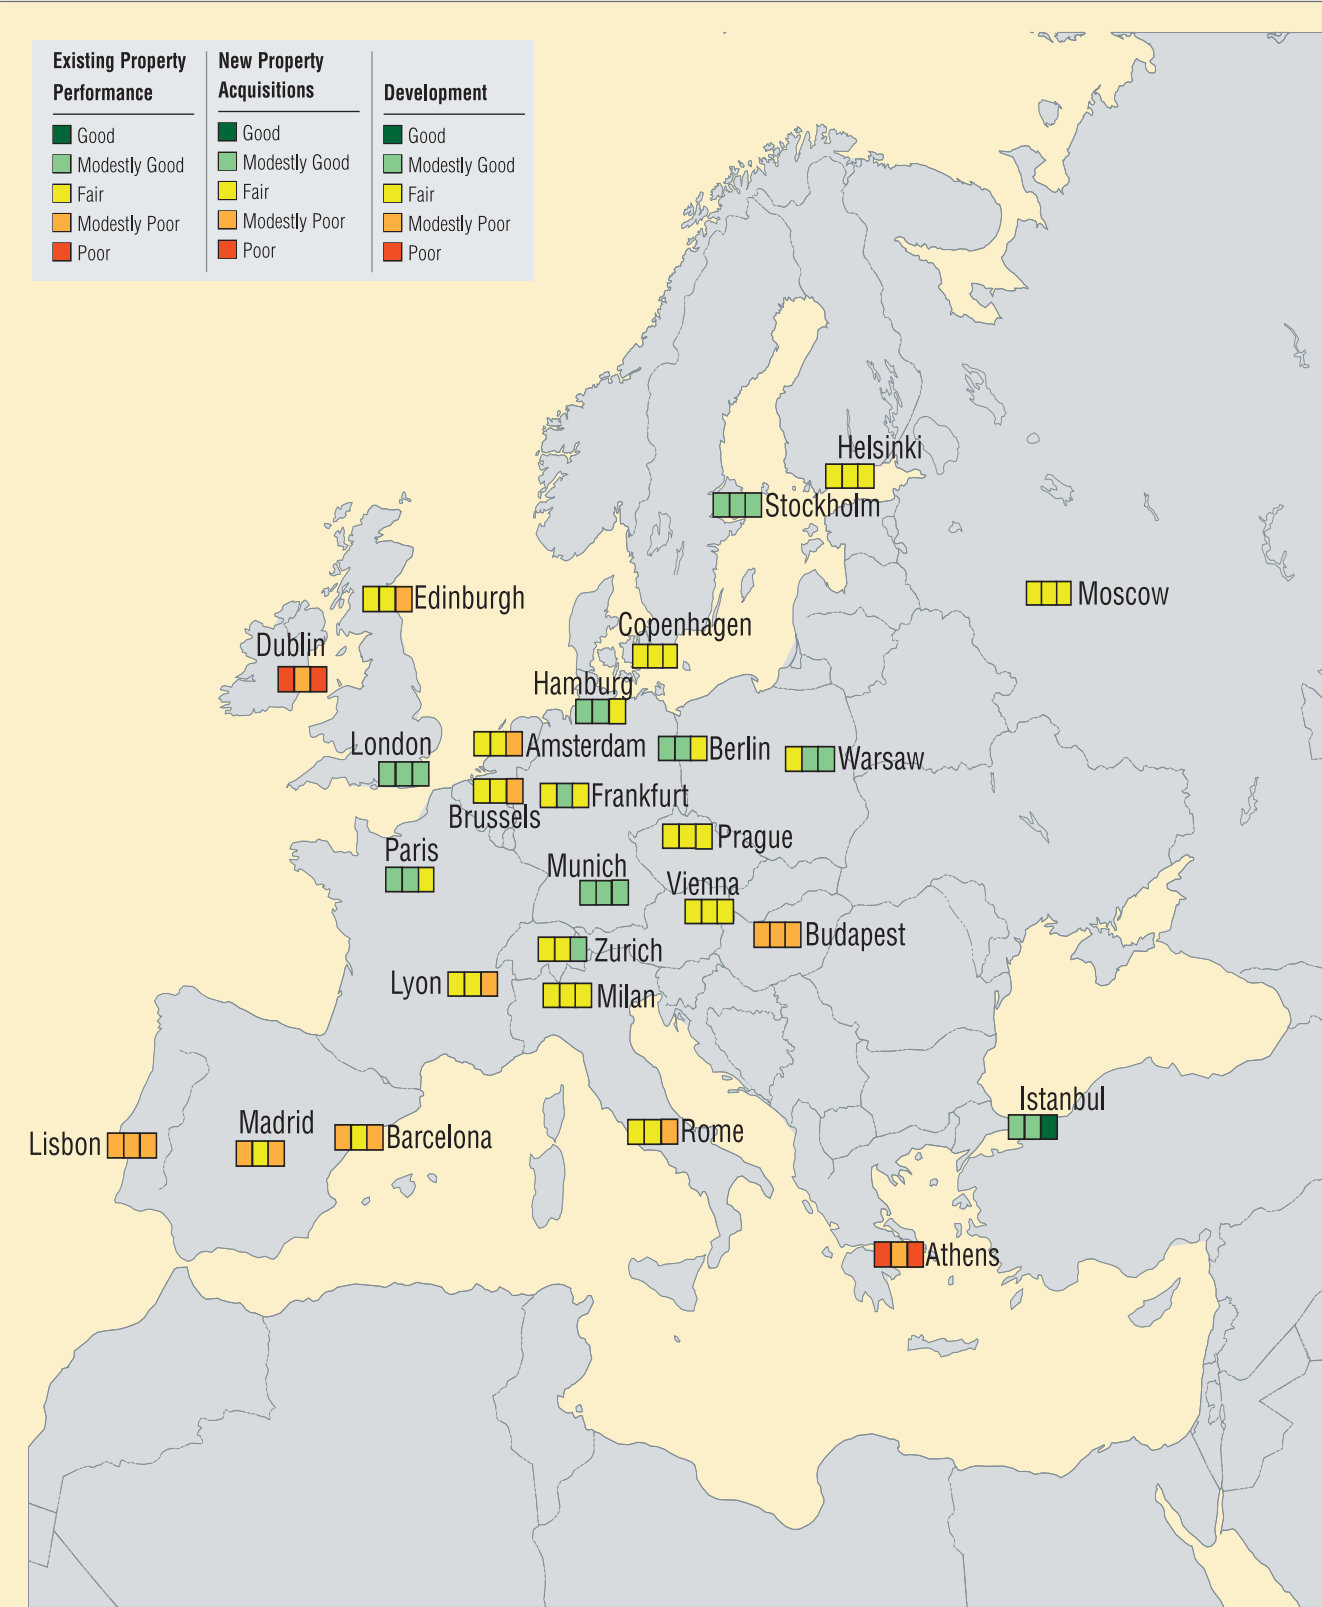 Existing Property
Performance
Good
Modestly Good
Fair
Modestly Poor
Poor
New Property
Acquisitions
Good
Modestly Good
Fair
Modestly Poor
Poor
Development
Good
Modestly Good
Fair
Modestly Poor
Poor
Helsinki
Stockholm
Moscow
Edinburgh
Copenhagen
Dublin
Hamburg
London
Amsterdam
Berlin
Warsaw
Frankfurt
Brussels
Prague
Paris
Munich
Vienna
Budapest
Zurich
Lyon
Milan
Istanbul
Madrid
Lisbon
Barcelona
Rome
Athens